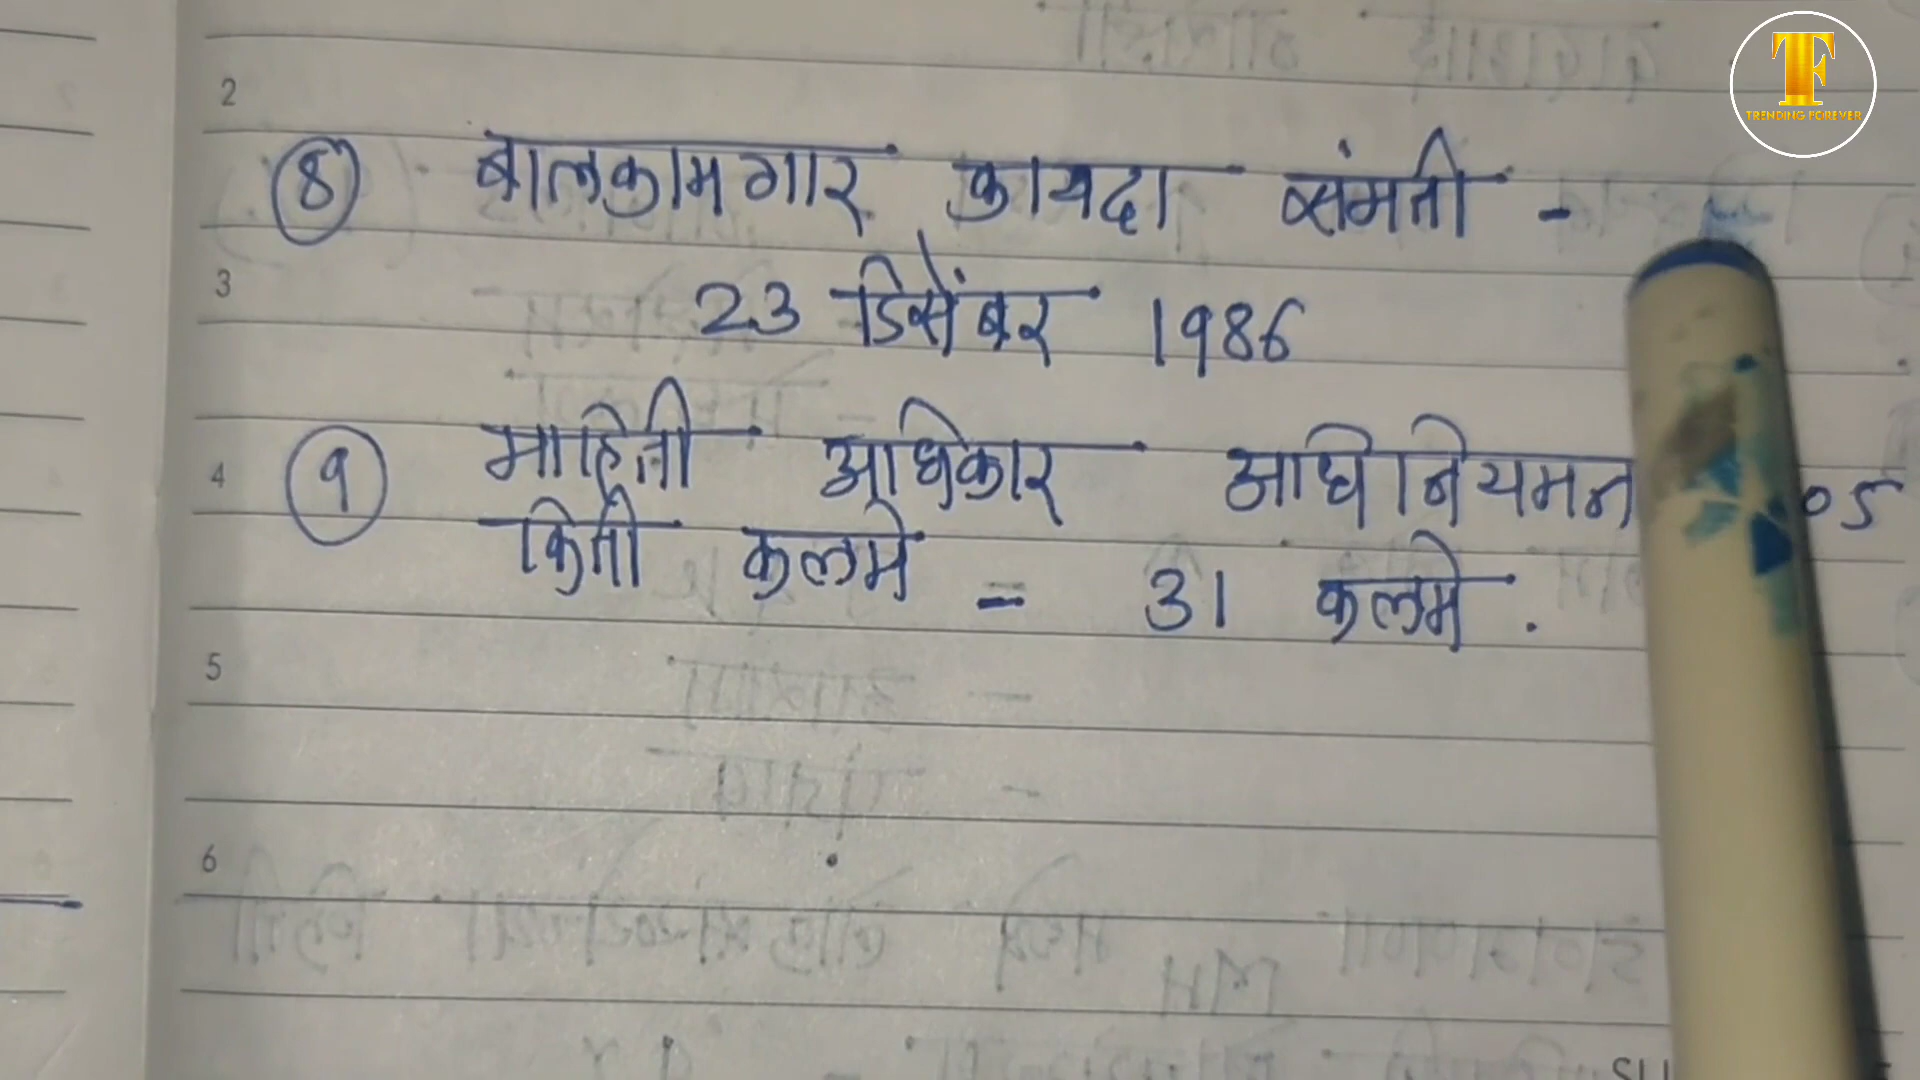 TF
TRENDING FOREVER
2
⑧ बालकामगार कायदा संमती -
3
23 डिसेंबर 1986
4
⑨ माहिती अधिकार अधिनियमन 05
किती कलमे = 31 कलमे.
5
6